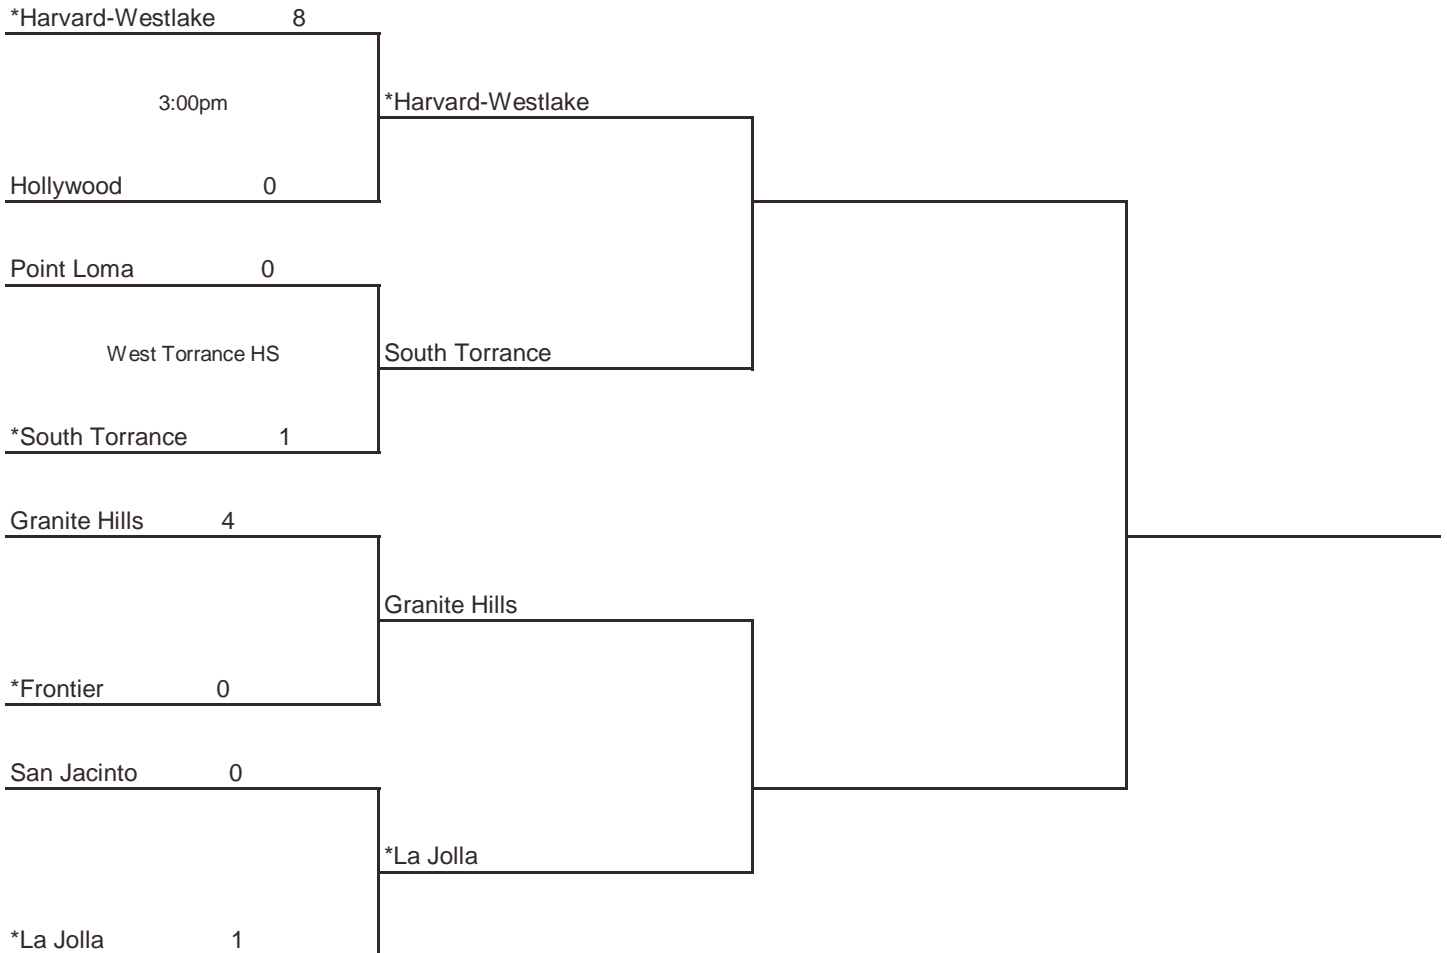 *Harvard-Westlake 8
3:00pm
*Harvard-Westlake
Hollywood 0
Point Loma 0
West Torrance HS
South Torrance
*South Torrance 1
Granite Hills 4
Granite Hills
*Frontier 0
San Jacinto 0
*La Jolla
*La Jolla 1